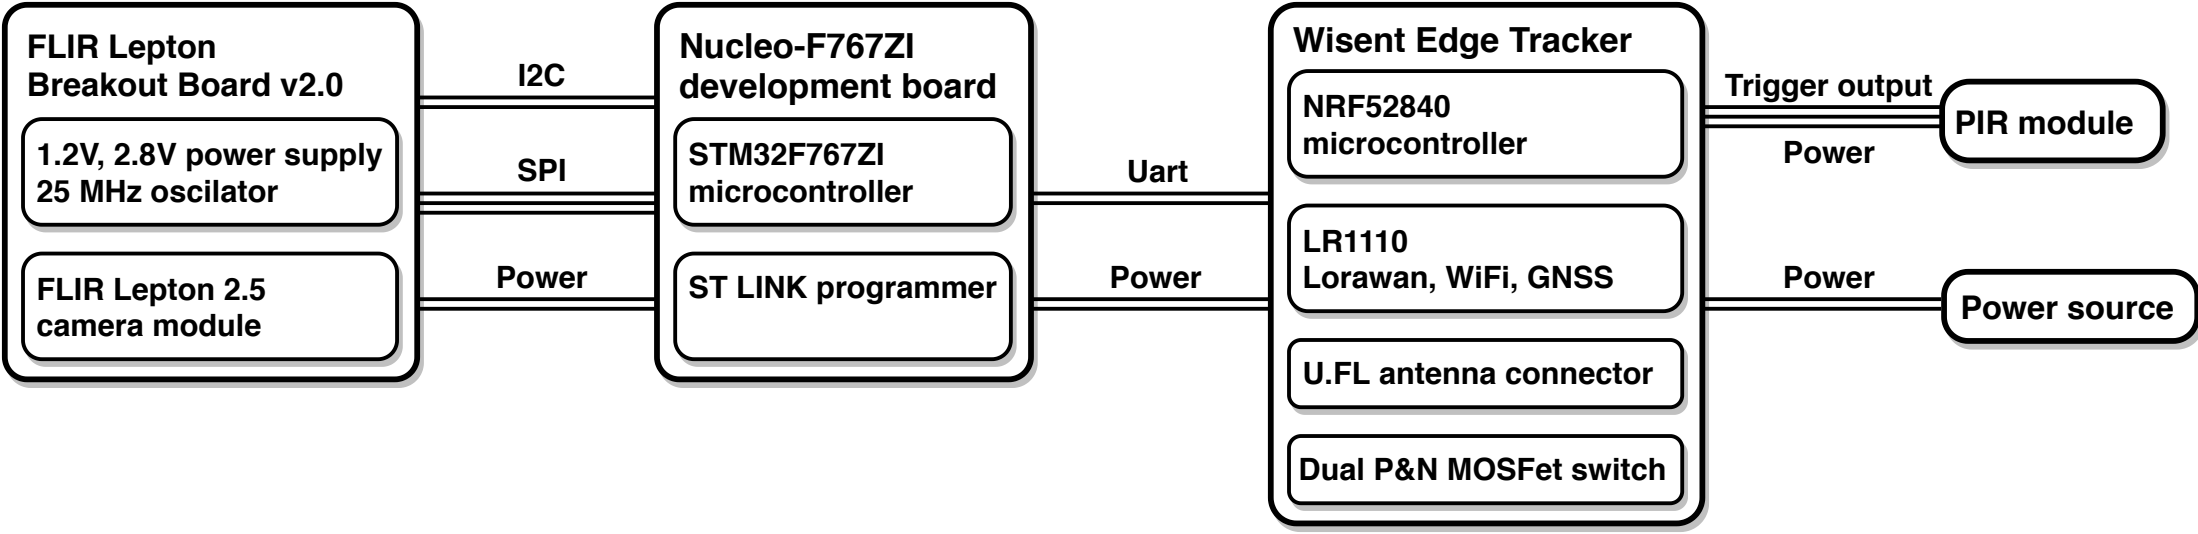 FLIR Lepton
Breakout Board v2.0
1.2V, 2.8V power supply
25 MHz oscilator
FLIR Lepton 2.5
camera module
I2C
SPI
Power
Nucleo-F767ZI
development board
STM32F767ZI
microcontroller
ST LINK programmer
Uart
Power
Wisent Edge Tracker
NRF52840
microcontroller
LR1110
Lorawan, WiFi, GNSS
U.FL antenna connector
Dual P&N MOSFet switch
Trigger output
Power
PIR module
Power
Power source